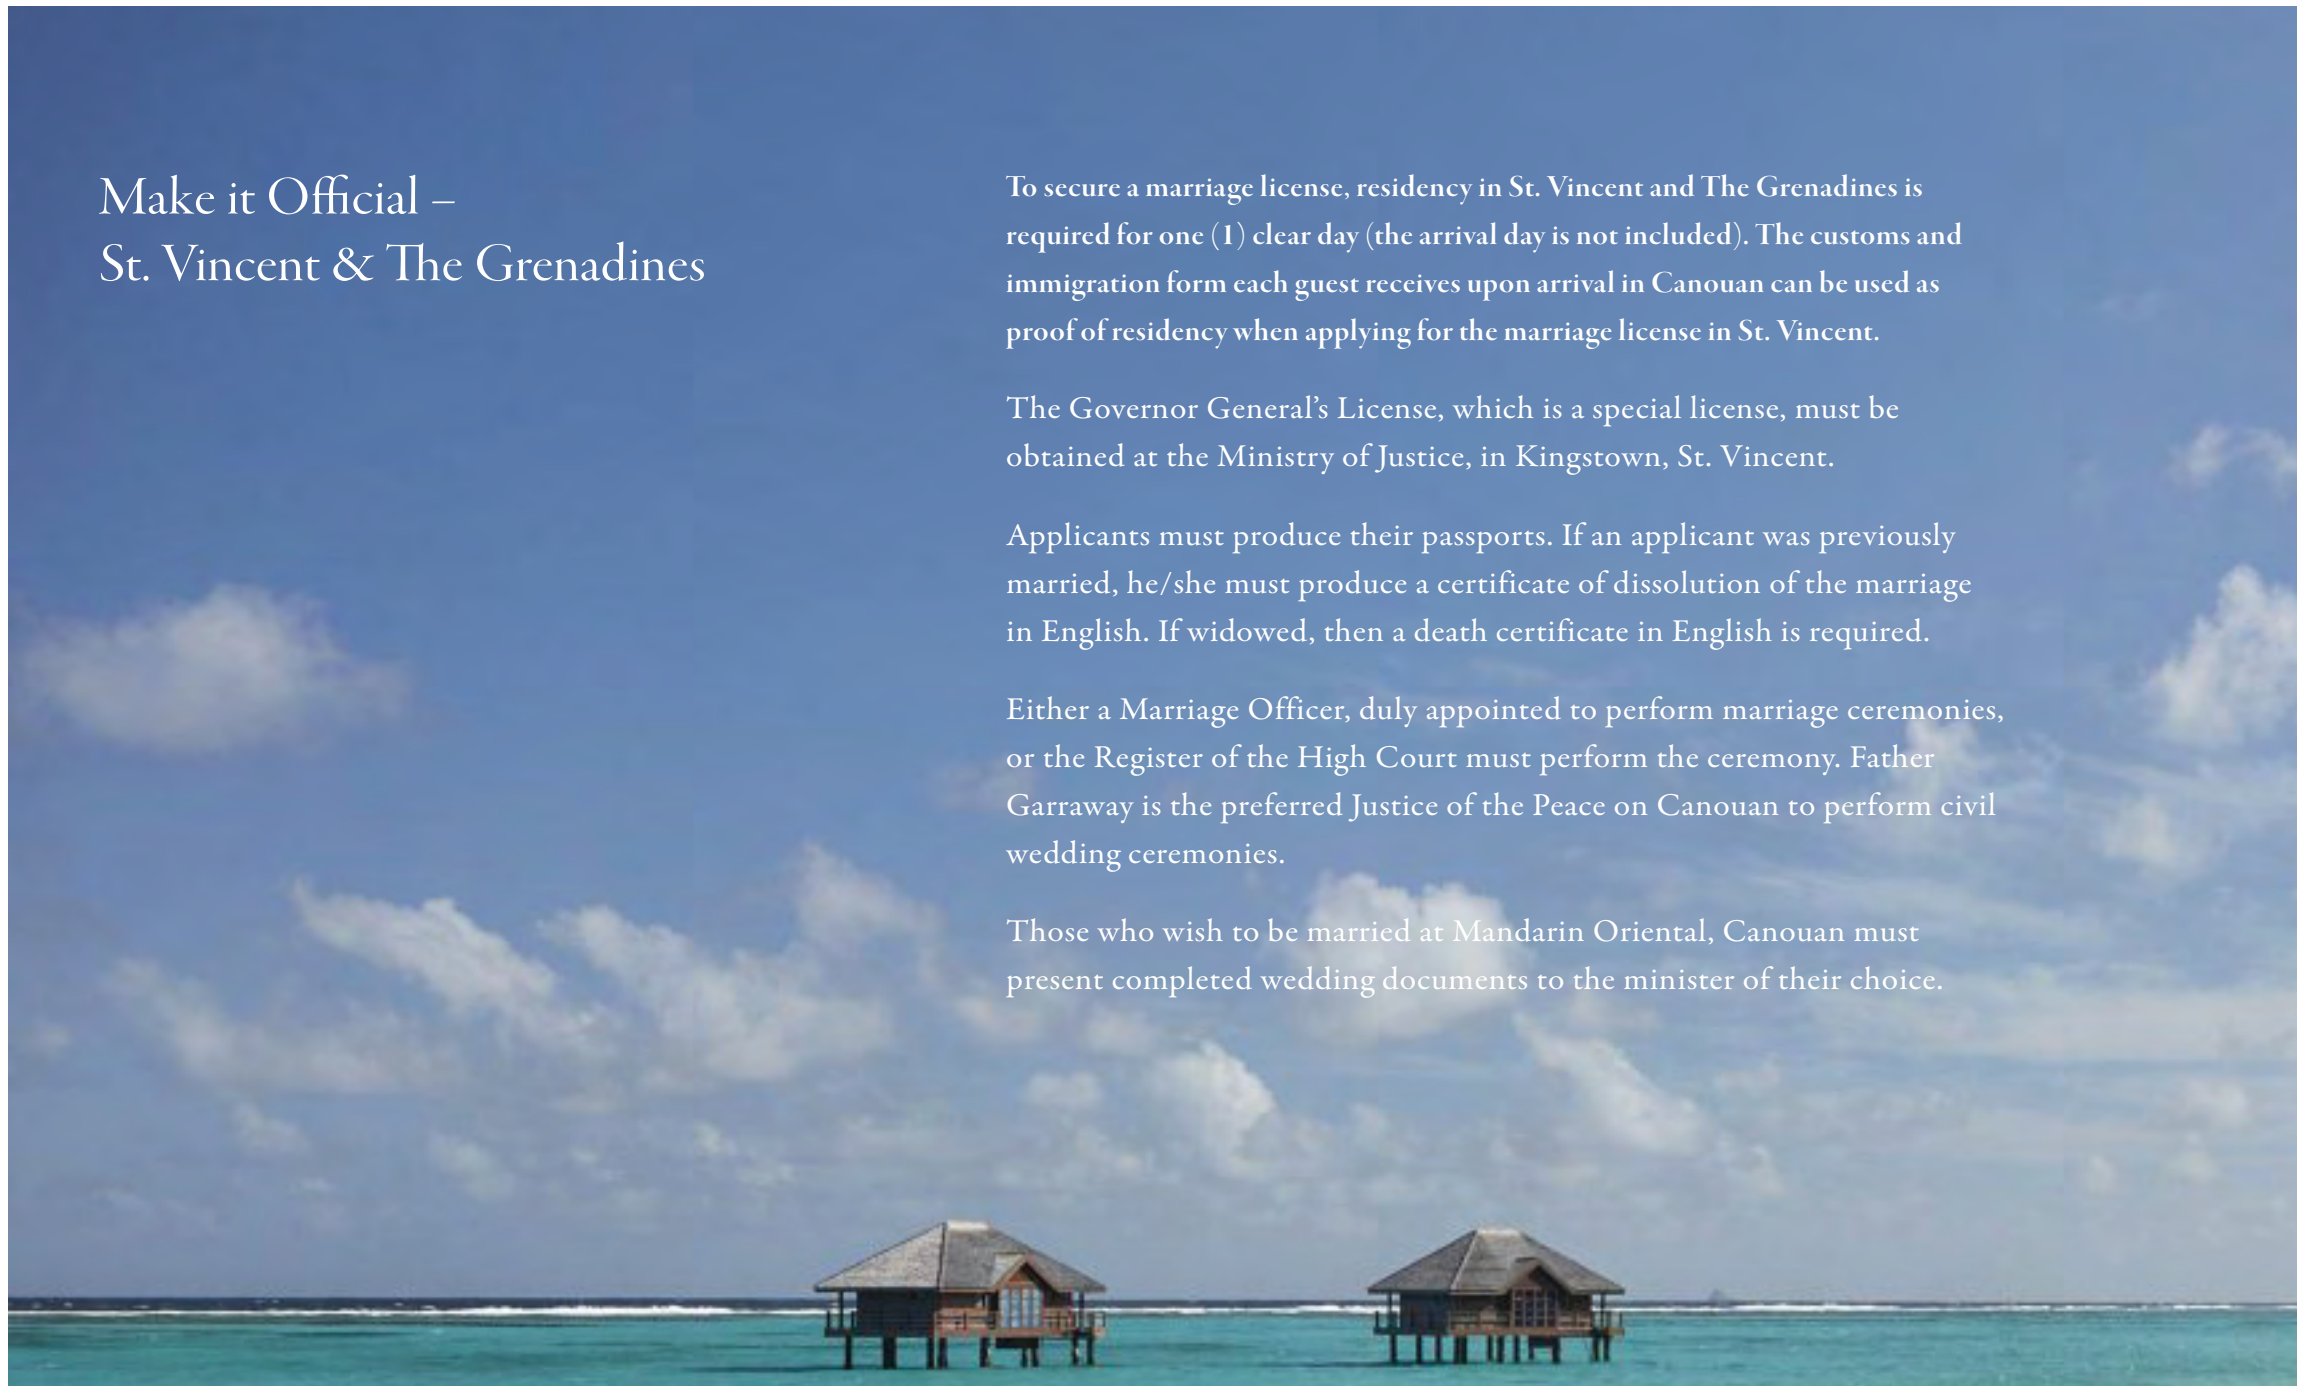 Make it Official –
St. Vincent & The Grenadines
To secure a marriage license, residency in St. Vincent and The Grenadines is
required for one (1) clear day (the arrival day is not included). The customs and
immigration form each guest receives upon arrival in Canouan can be used as
proof of residency when applying for the marriage license in St. Vincent.
The Governor General’s License, which is a special license, must be
obtained at the Ministry of Justice, in Kingstown, St. Vincent.
Applicants must produce their passports. If an applicant was previously
married, he/she must produce a certificate of dissolution of the marriage
in English. If widowed, then a death certificate in English is required.
Either a Marriage Officer, duly appointed to perform marriage ceremonies,
or the Register of the High Court must perform the ceremony. Father
Garraway is the preferred Justice of the Peace on Canouan to perform civil
wedding ceremonies.
Those who wish to be married at Mandarin Oriental, Canouan must
present completed wedding documents to the minister of their choice.